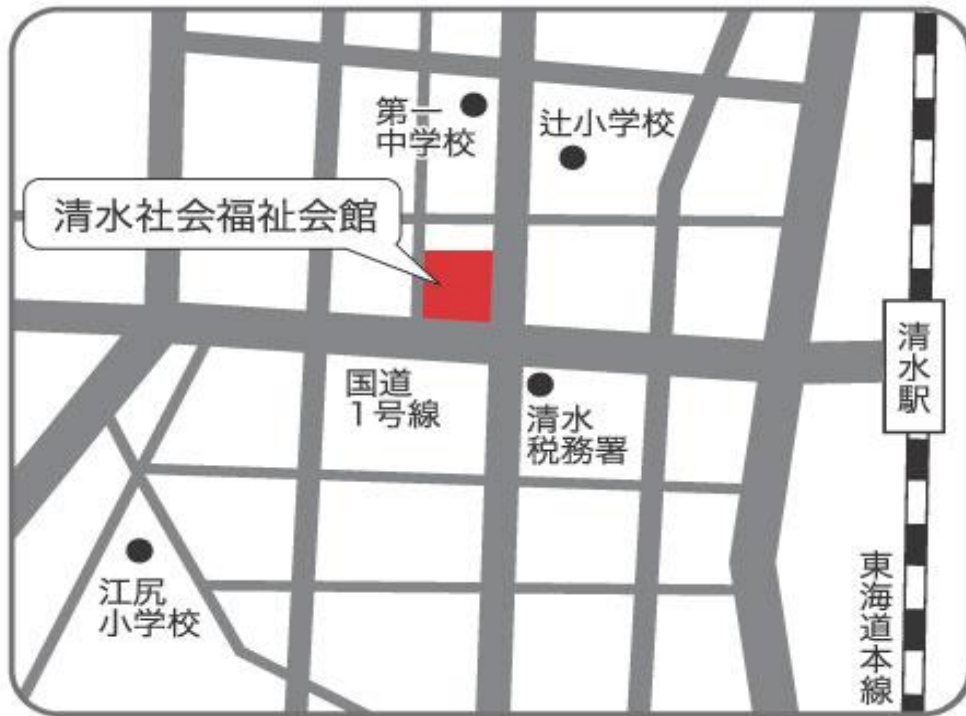 第一
中学校
辻小学校
清水社会福祉会館
国道
1号線
清水
税務署
清水駅
江尻
小学校
東海道本線